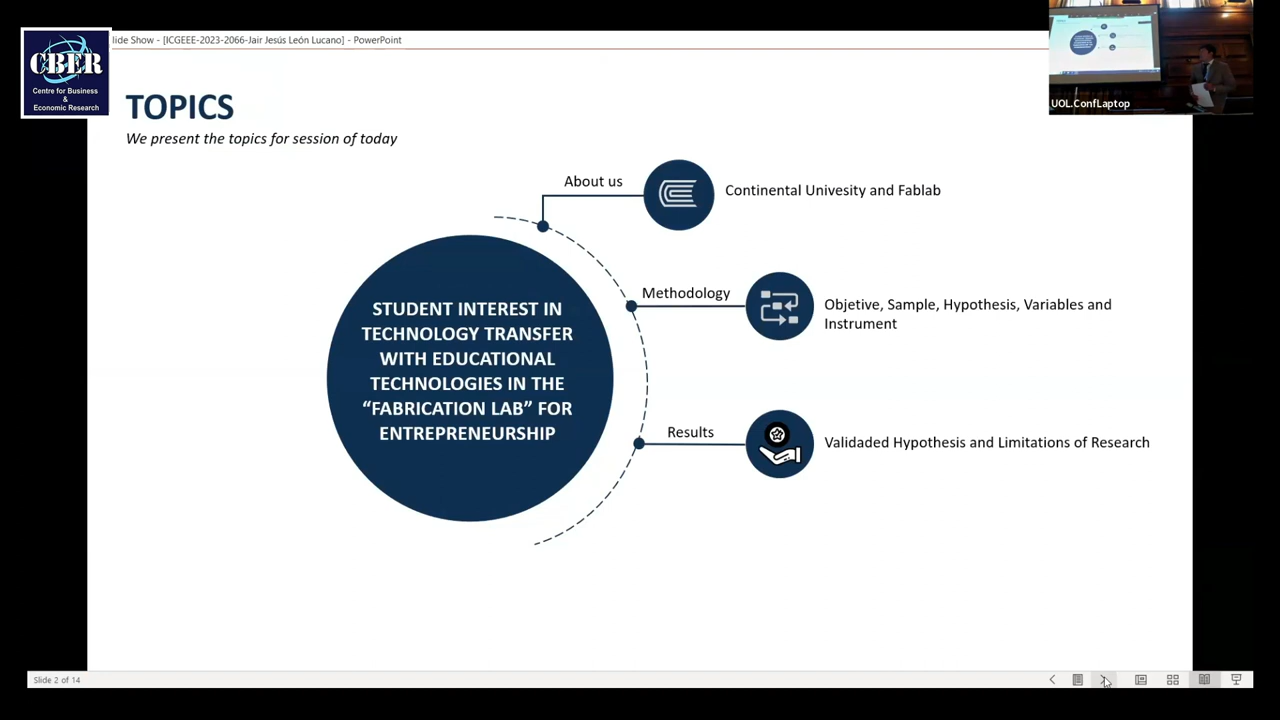 lide Show - [ICGEEE-2023-2066-Jair Jesús León Lucano] - PowerPoint
CBER
Centre for Business
&
Economic Research
UOL.ConfLaptop
TOPICS
We present the topics for session of today
About us
Continental Univesity and Fablab
Methodology
Objetive, Sample, Hypothesis, Variables and
Instrument
STUDENT INTEREST IN
TECHNOLOGY TRANSFER
WITH EDUCATIONAL
TECHNOLOGIES IN THE
“FABRICATION LAB” FOR
ENTREPRENEURSHIP
Results
Validaded Hypothesis and Limitations of Research
Slide 2 of 14